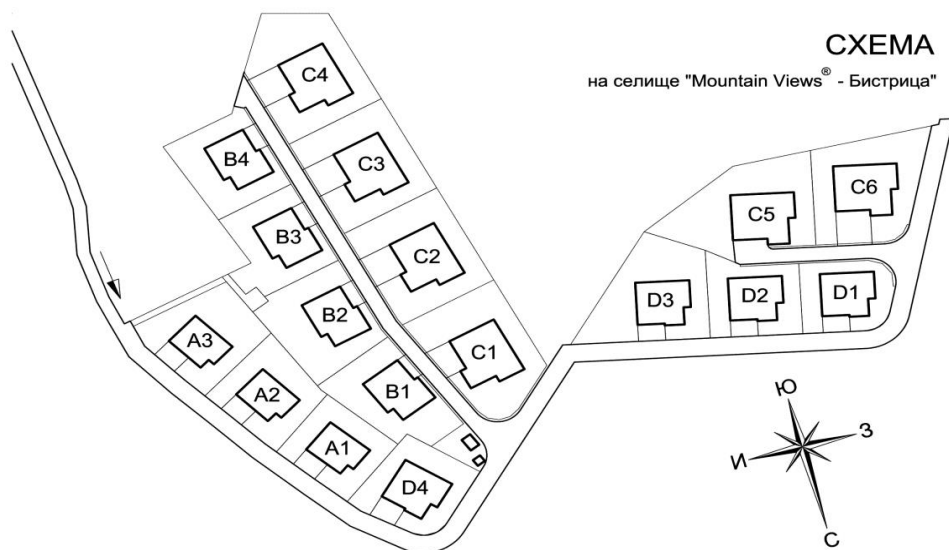 СХЕМА
на селище "Mountain Views® - Бистрица"
C4
C3
C2
C1
B4
B3
B2
B1
A3
A2
A1
D4
C6
C5
D3
D2
D1
Ю
З
И
С